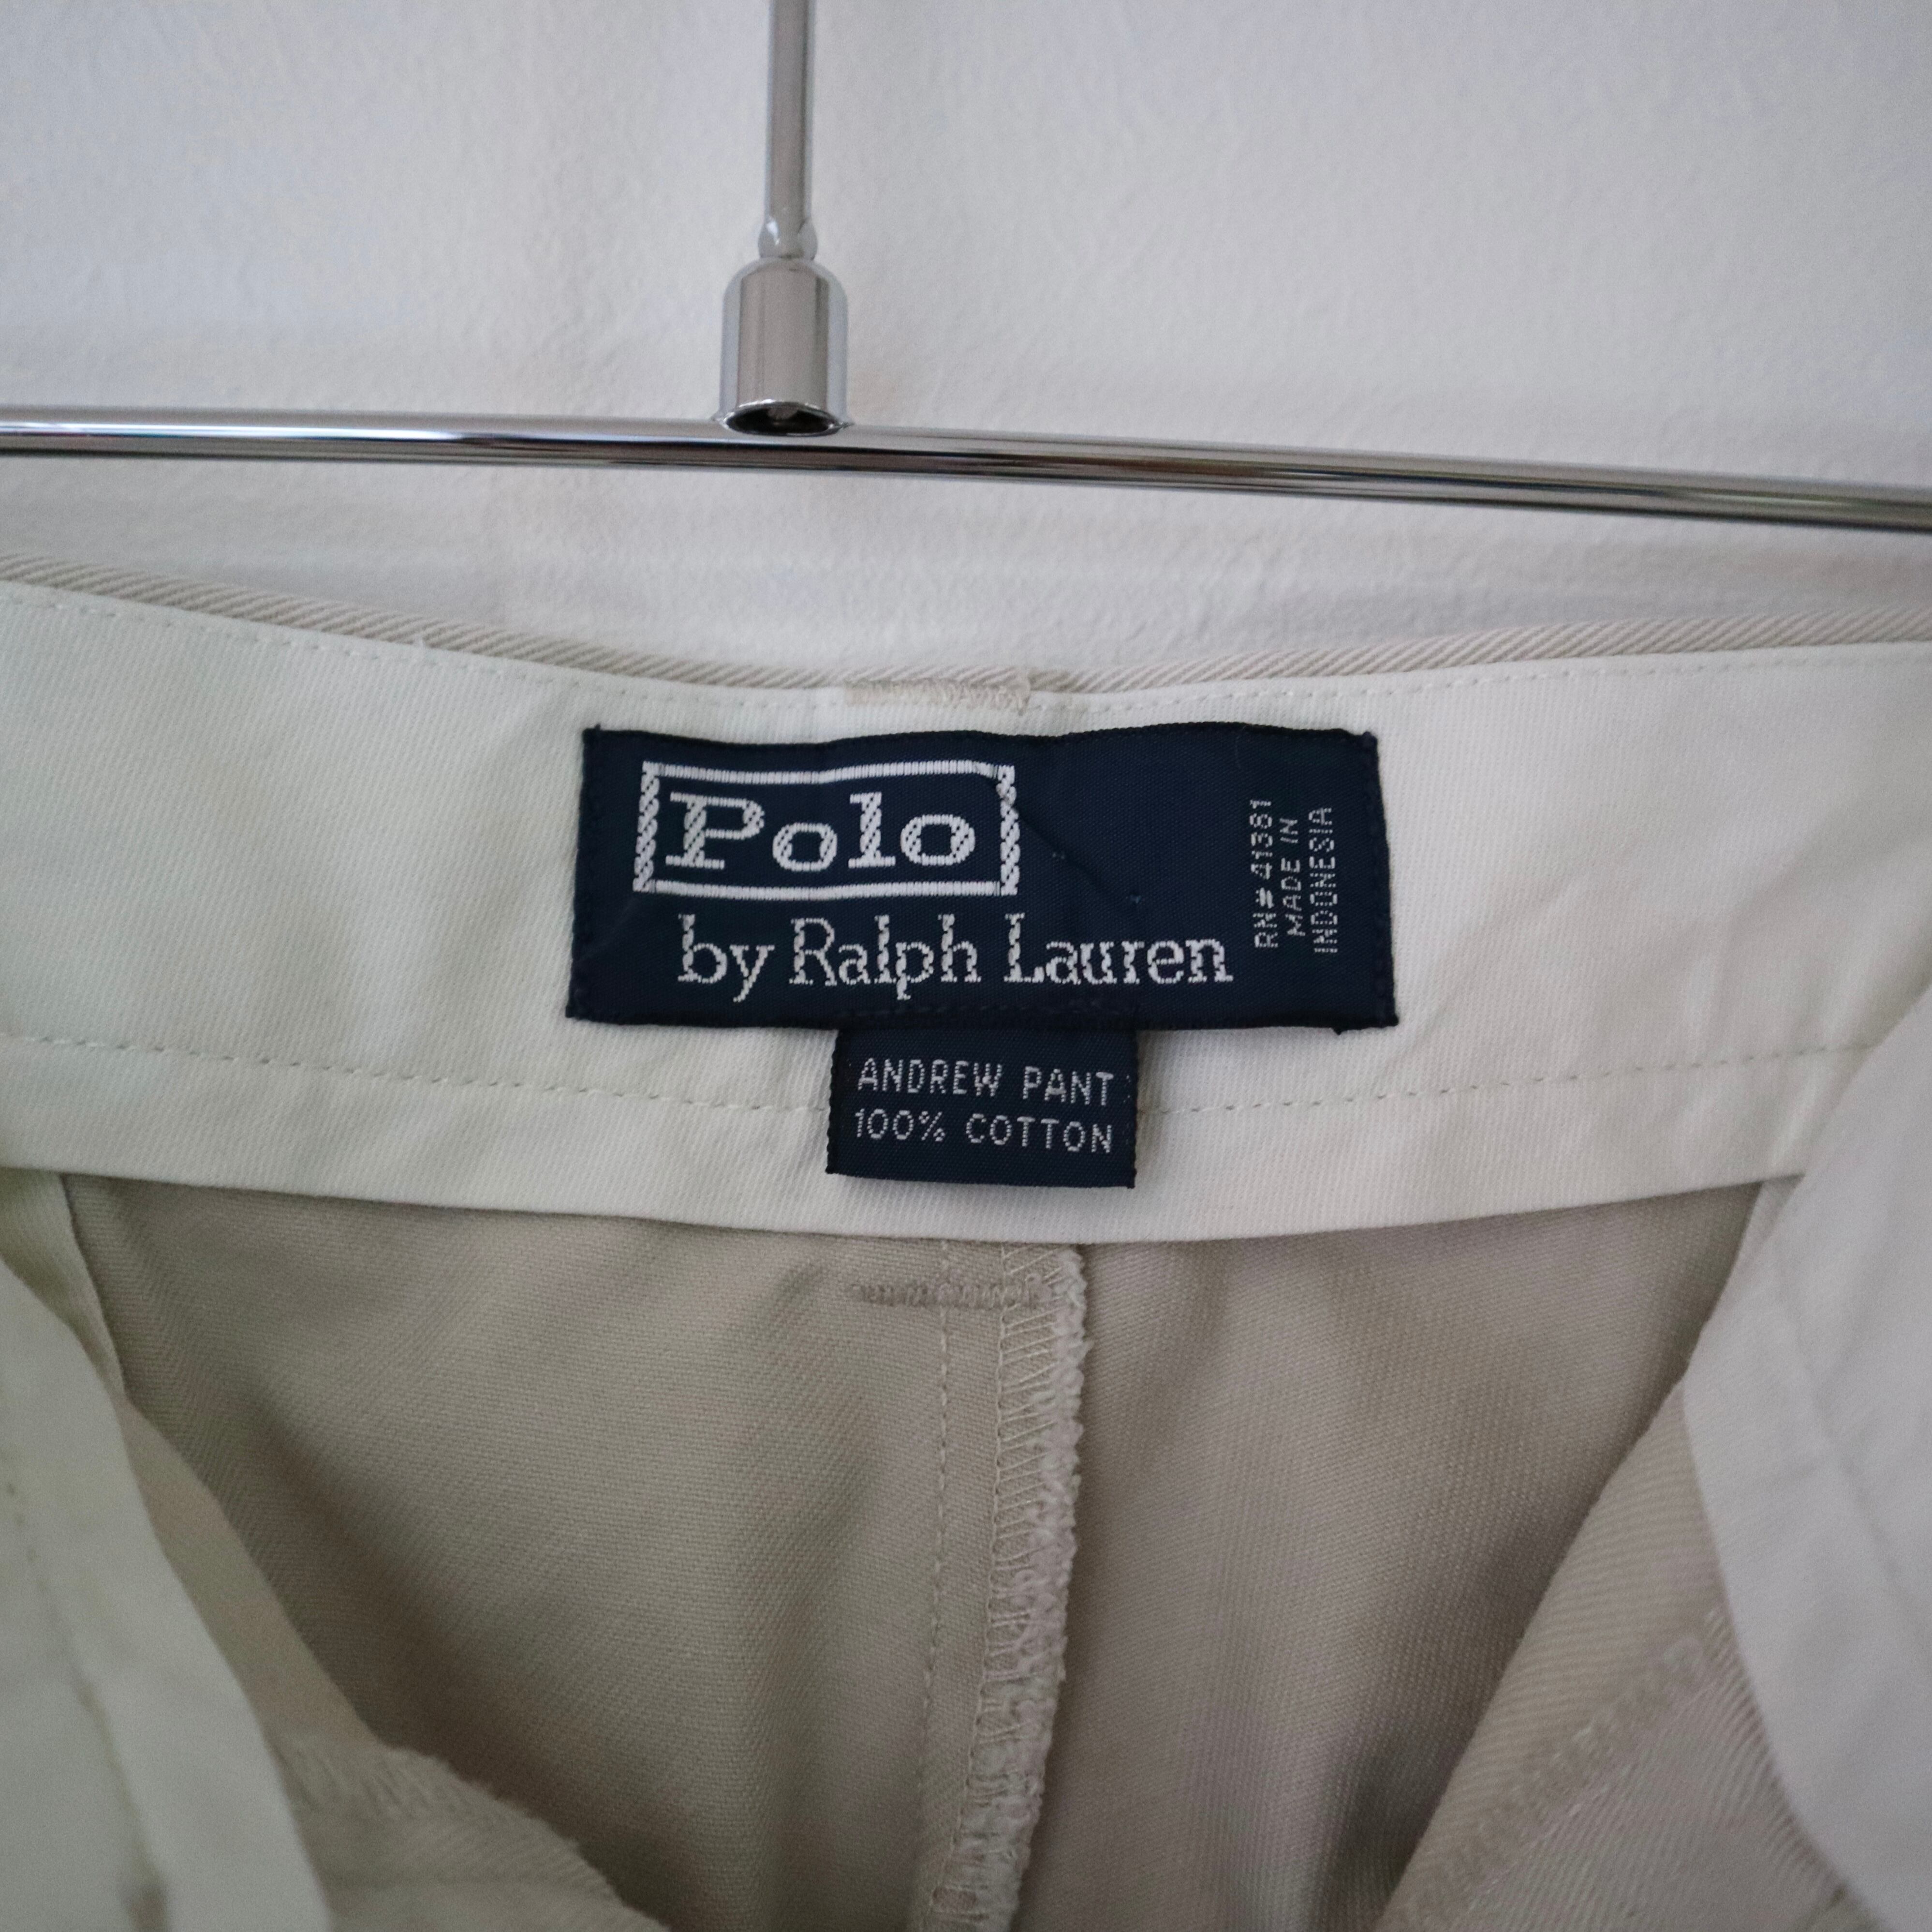 Polo
by Ralph Lauren
RN#41381
MADE IN
INDONESIA
ANDREW PANT
100% COTTON